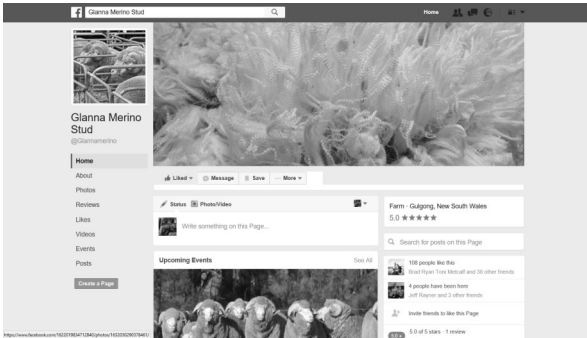 Gianna Merino Stud
Home
Gianna Merino
Stud
@Giannamerino
Home
About
Photos
Reviews
Likes
Videos
Events
Posts
Create a Page
Liked
Message
Save
More
Status
Photo/Video
Write something on this Page...
Upcoming Events
See All
Farm · Gulgong, New South Wales
5.0 ★★★★★
Search for posts on this Page
108 people like this
Brad Ryan Toni Metcalf and 36 other friends
4 people have been here
Jeff Rayner and 3 other friends
Invite friends to like this Page
5.0 of 5 stars · 1 review